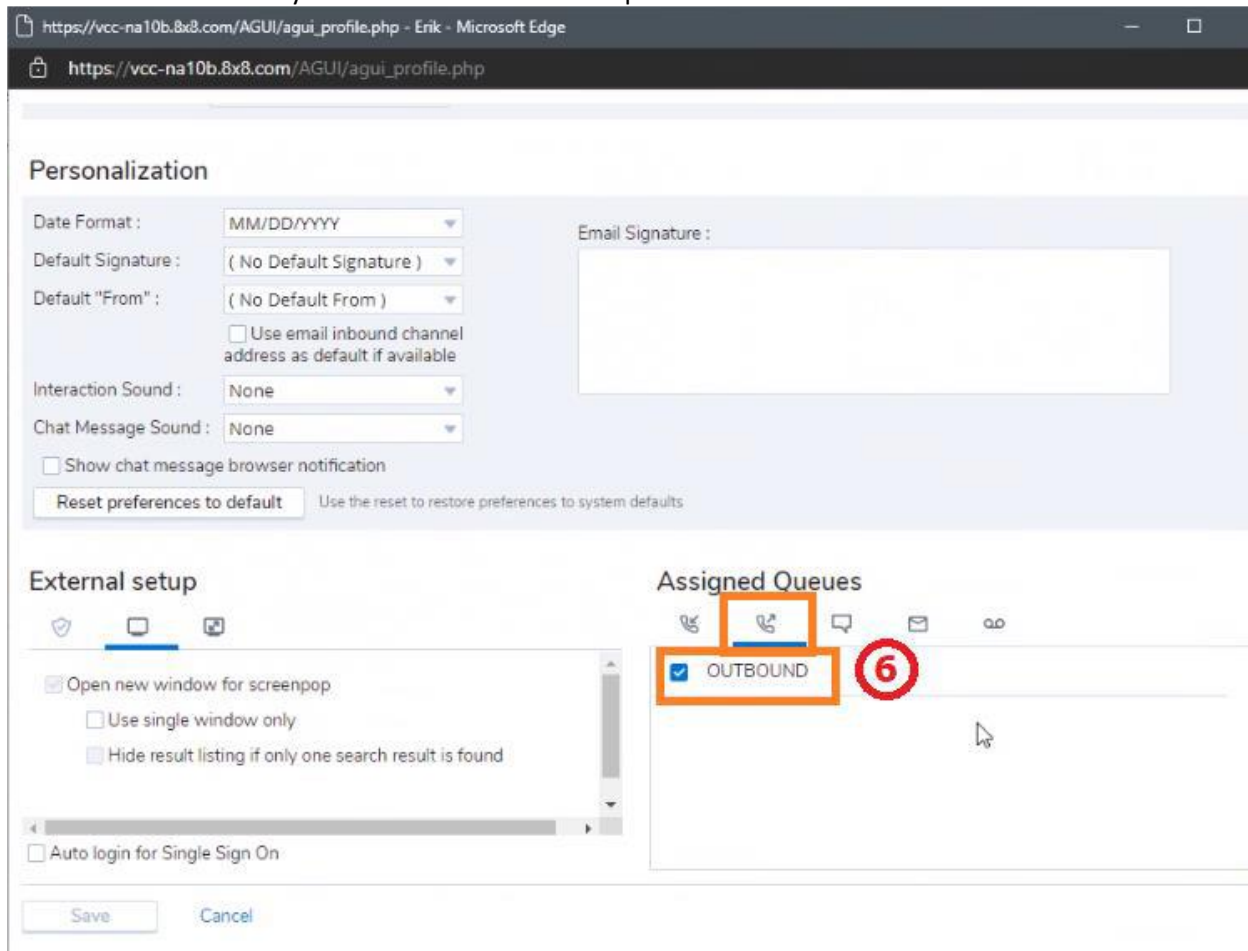 https://vcc-na10b.8x8.com/AGUI/agui_profile.php - Erik - Microsoft Edge
https://vcc-na10b.8x8.com/AGUI/agui_profile.php
Personalization
Date Format : MM/DD/YYYY
Email Signature :
Default Signature : ( No Default Signature )
Default "From" : ( No Default From )
Use email inbound channel
address as default if available
Interaction Sound : None
Chat Message Sound : None
Show chat message browser notification
Reset preferences to default Use the reset to restore preferences to system defaults
External setup
Assigned Queues
OUTBOUND 6
Open new window for screenpop
Use single window only
Hide result listing if only one search result is found
Auto login for Single Sign On
Save Cancel